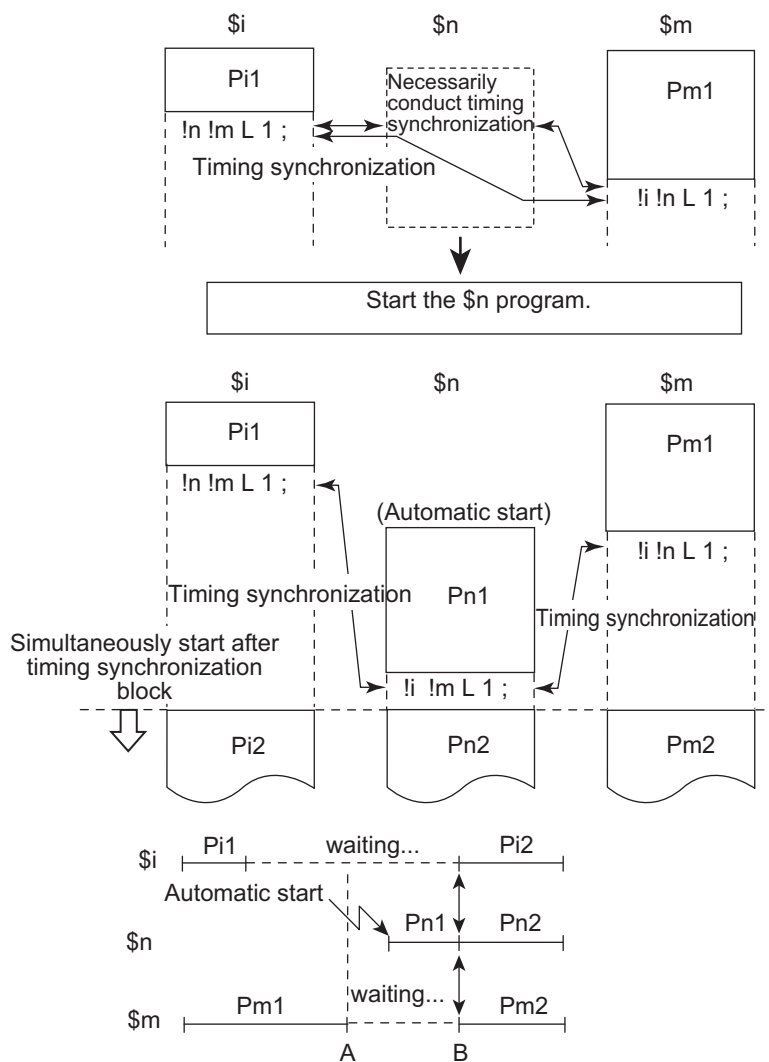 $i $n $m
Pi1
Necessarily
conduct timing
synchronization
Pm1
!n !m L 1 ;
Timing synchronization
!i !n L 1 ;
Start the $n program.
$i $n $m
Pi1
Pm1
!n !m L 1 ;
(Automatic start)
!i !n L 1 ;
Timing synchronization
Pn1
Timing synchronization
Simultaneously start after
timing synchronization
block
!i !m L 1 ;
Pi2 Pn2 Pm2
$i Pi1 waiting... Pi2
Automatic start
$n Pn1 Pn2
waiting...
$m Pm1 Pm2
A B